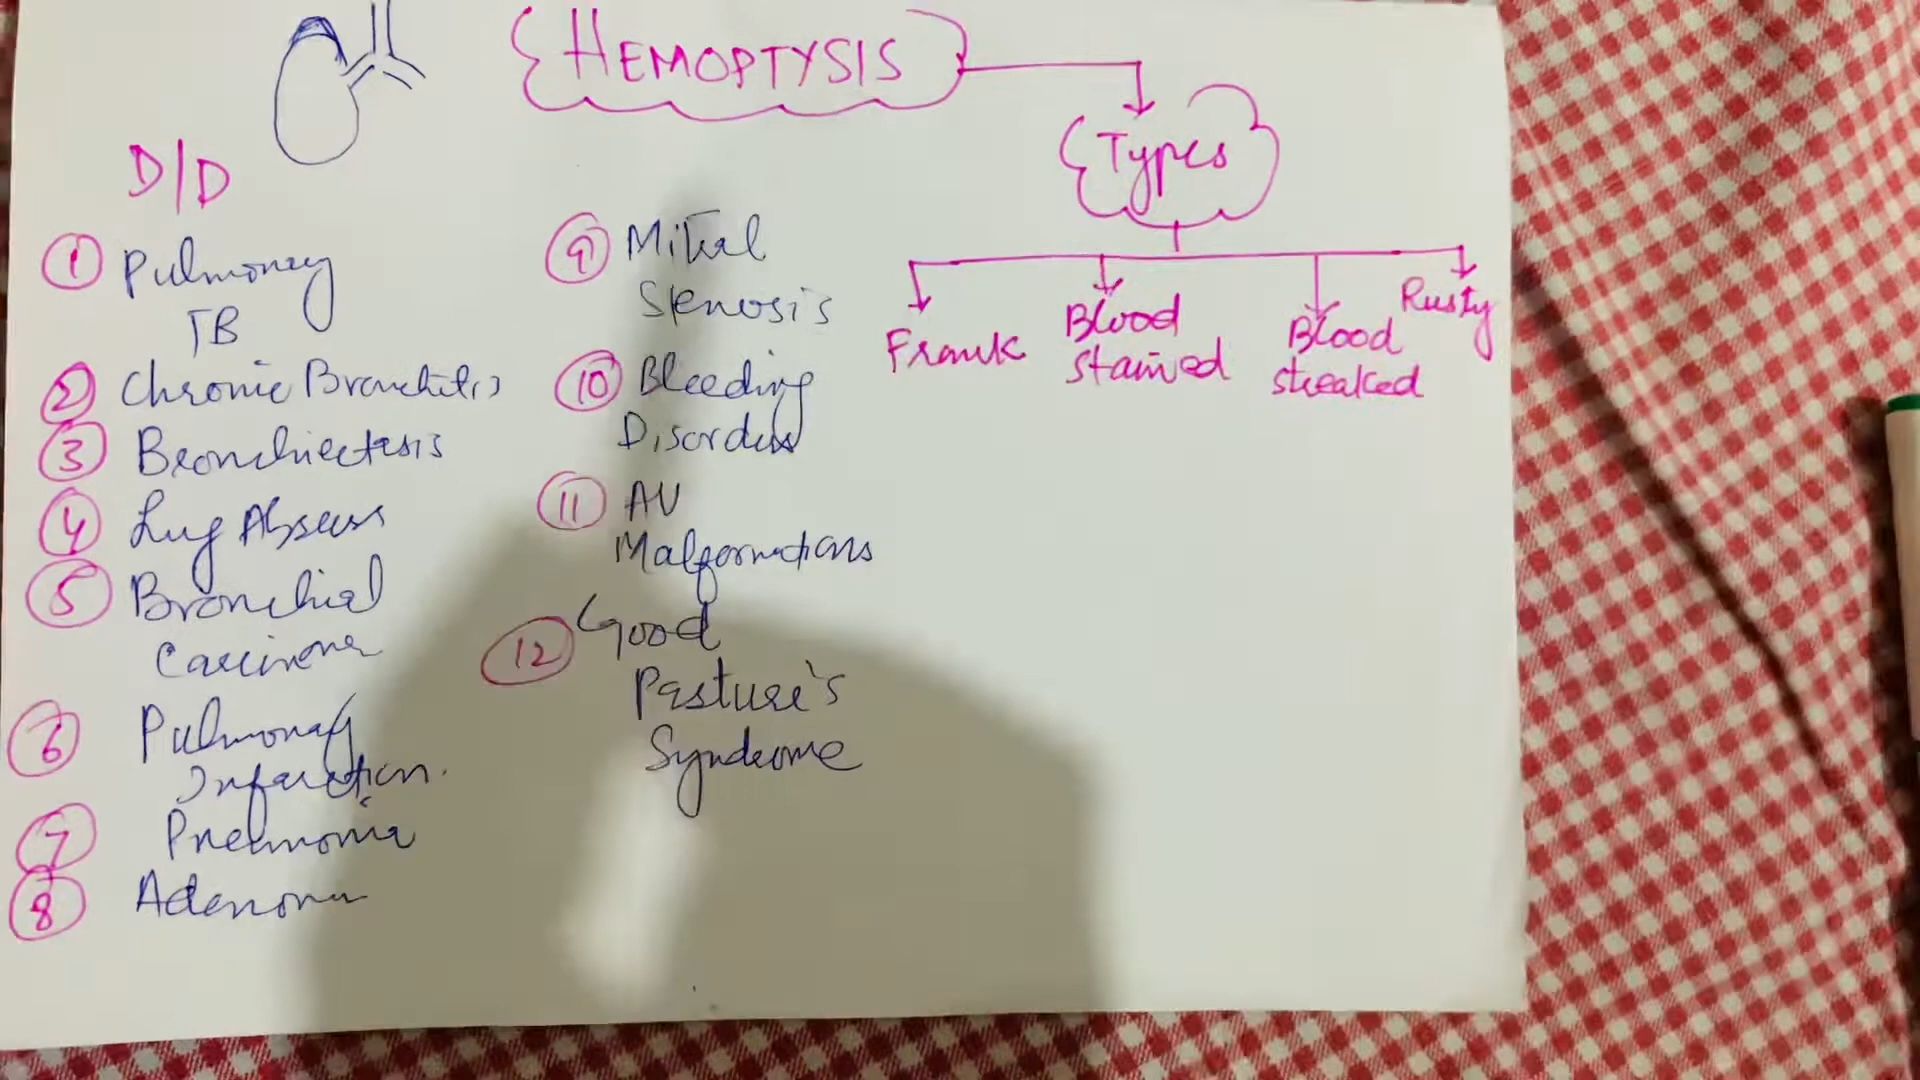 HEMOPTYSIS
Types
Frank
Blood
stained
Blood
streaked
Rusty
D/D
1 Pulmonary
TB
2 Chronic Bronchitis
3 Bronchiectasis
4 Lung Abscess
5 Bronchial
Carcinoma
6 Pulmonary
Infarction.
7 Pneumonia
8 Adenoma
9 Mitral
Stenosis
10 Bleeding
Disorders
11 AV
Malformations
12 Good
Pasture's
Syndrome